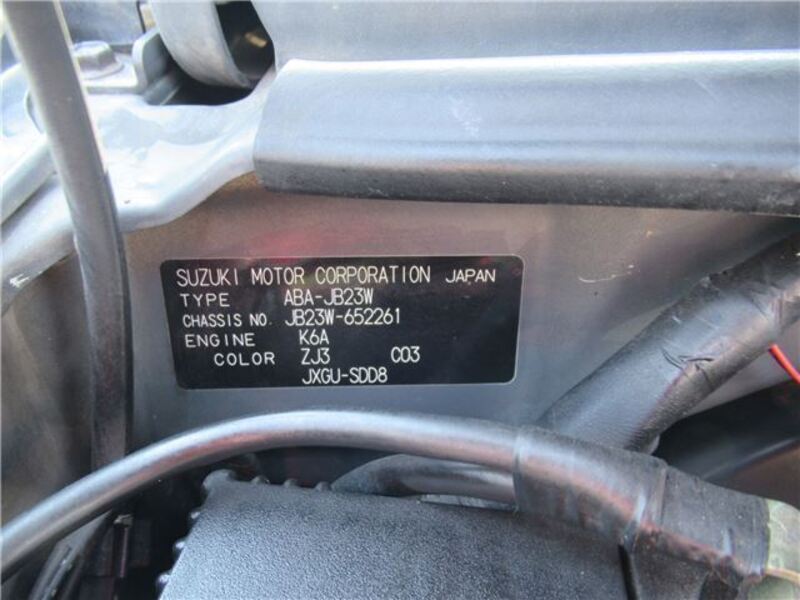 SUZUKI MOTOR CORPORATION JAPAN
TYPE ABA-JB23W
CHASSIS NO. JB23W-652261
ENGINE K6A
COLOR ZJ3 C03
JXGU-SDD8